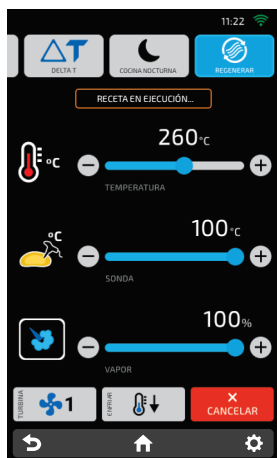 11:22
ΔT
DELTA T
COCINA NOCTURNA
REGENERAR
RECETA EN EJECUCIÓN...
260°C
°C
TEMPERATURA
°C
100°C
SONDA
100%
VAPOR
TURBINA
1
ENFRIAR
X
CANCELAR